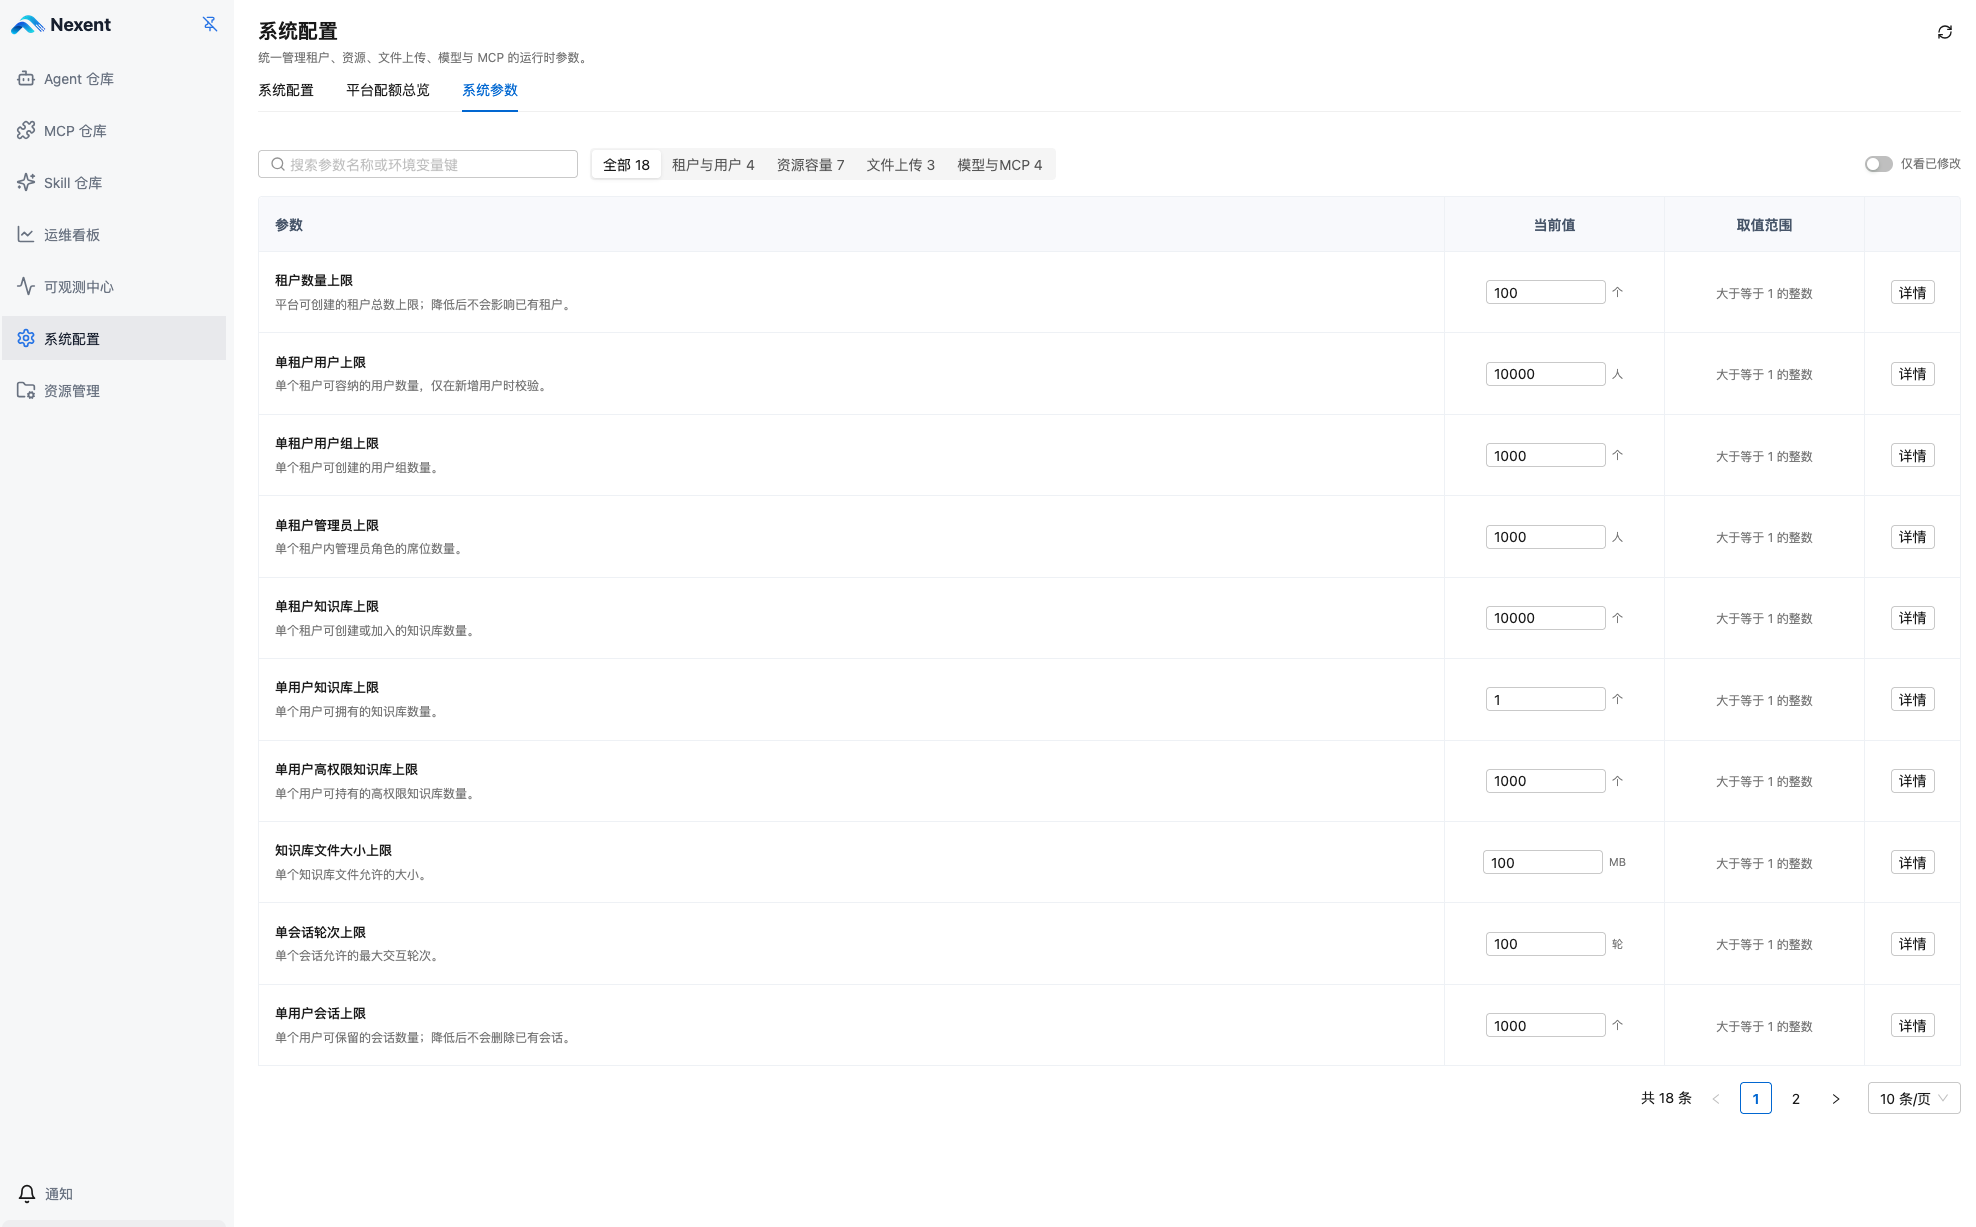 Nexent
Agent 仓库
MCP 仓库
Skill 仓库
运维看板
可观测中心
系统配置
资源管理
通知
系统配置
统一管理租户、资源、文件上传、模型与 MCP 的运行时参数。
系统配置 平台配额总览 系统参数
搜索参数名称或环境变量键 全部 18 租户与用户 4 资源容量 7 文件上传 3 模型与MCP 4 仅看已修改
参数 当前值 取值范围
租户数量上限
平台可创建的租户总数上限；降低后不会影响已有租户。
100 个 大于等于 1 的整数 详情
单租户用户上限
单个租户可容纳的用户数量，仅在新增用户时校验。
10000 人 大于等于 1 的整数 详情
单租户用户组上限
单个租户可创建的用户组数量。
1000 个 大于等于 1 的整数 详情
单租户管理员上限
单个租户内管理员角色的席位数量。
1000 人 大于等于 1 的整数 详情
单租户知识库上限
单个租户可创建或加入的知识库数量。
10000 个 大于等于 1 的整数 详情
单用户知识库上限
单个用户可拥有的知识库数量。
1 个 大于等于 1 的整数 详情
单用户高权限知识库上限
单个用户可持有的高权限知识库数量。
1000 个 大于等于 1 的整数 详情
知识库文件大小上限
单个知识库文件允许的大小。
100 MB 大于等于 1 的整数 详情
单会话轮次上限
单个会话允许的最大交互轮次。
100 轮 大于等于 1 的整数 详情
单用户会话上限
单个用户可保留的会话数量；降低后不会删除已有会话。
1000 个 大于等于 1 的整数 详情
共 18 条 1 2 10 条/页